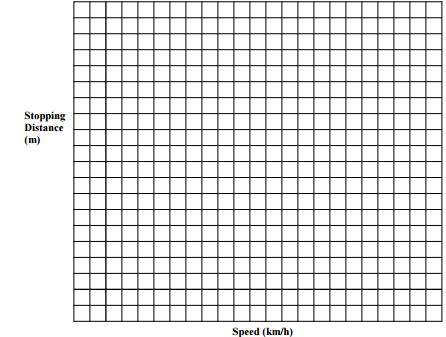 Stopping
Distance
(m)
Speed (km/h)